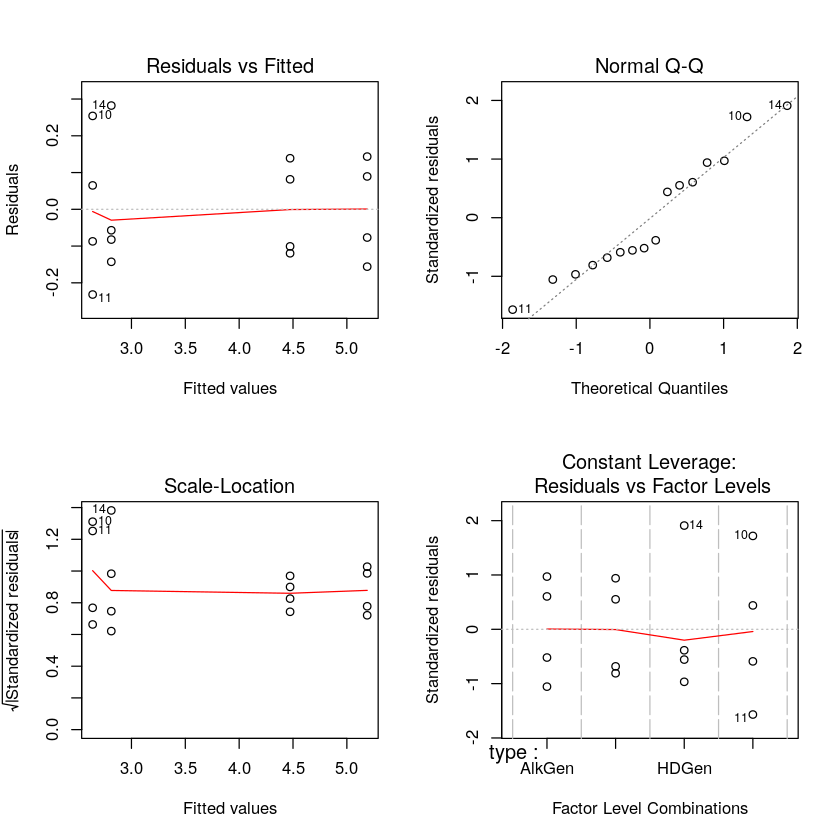 Residuals vs Fitted
Residuals
0.2
0.0
-0.2
14
10
11
3.0 3.5 4.0 4.5 5.0
Fitted values
Normal Q-Q
Standardized residuals
2
1
0
-1
10
14
11
-2 -1 0 1 2
Theoretical Quantiles
Scale-Location
√|Standardized residuals|
1.2
0.8
0.4
0.0
14
10
11
3.0 3.5 4.0 4.5 5.0
Fitted values
Constant Leverage:
Residuals vs Factor Levels
Standardized residuals
2
1
0
-1
-2
14
10
11
type :
AlkGen HDGen
Factor Level Combinations